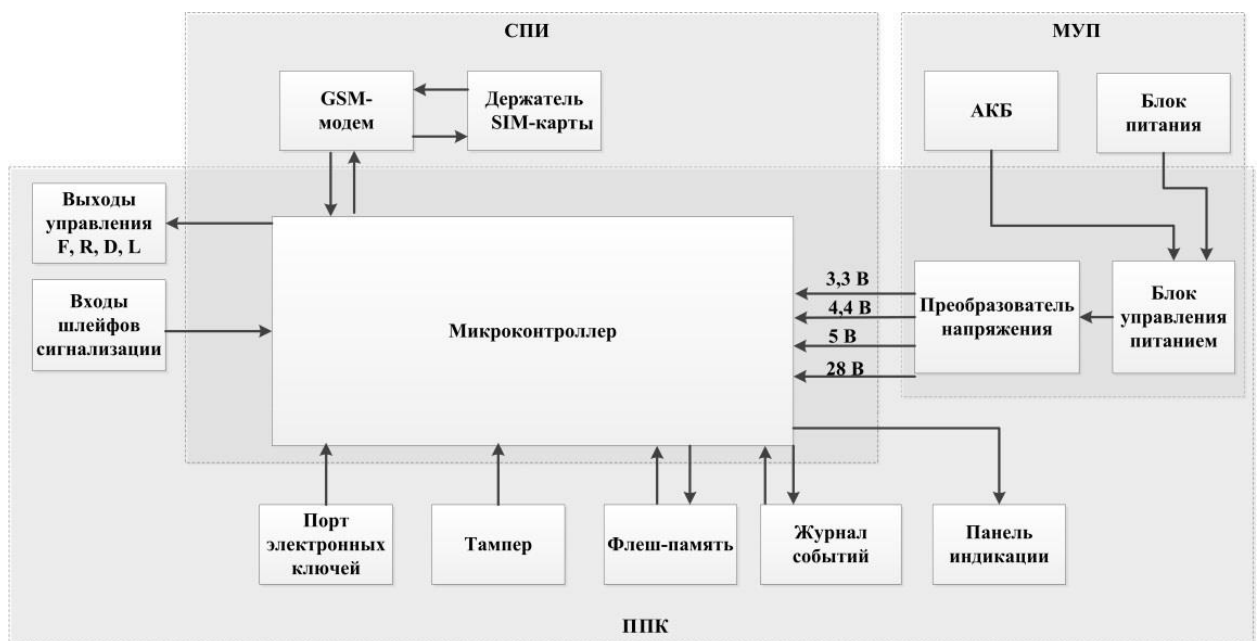 СПИ
МУП
GSM-
модем
Держатель
SIM-карты
АКБ
Блок
питания
Выходы
управления
F, R, D, L
Входы
шлейфов
сигнализации
Микроконтроллер
3,3 В
4,4 В
5 В
28 В
Преобразователь
напряжения
Блок
управления
питанием
Порт
электронных
ключей
Тампер
Флеш-память
Журнал
событий
Панель
индикации
ППК